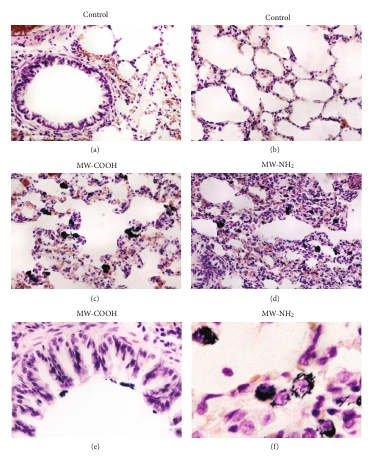 Control
Control
(a)
(b)
MW-COOH
MW-NH2
(c)
(d)
MW-COOH
MW-NH2
(e)
(f)